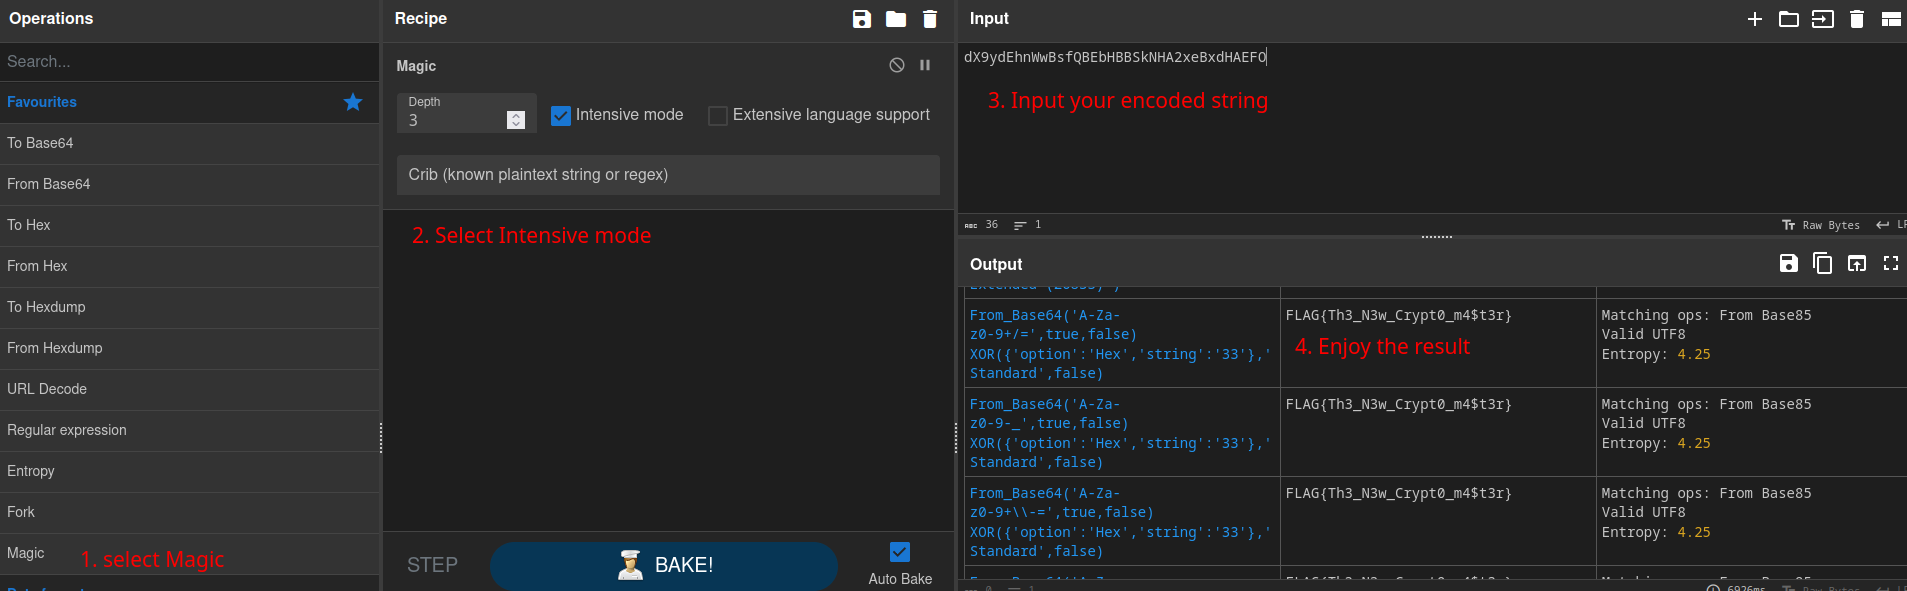 Operations
Search...
Favourites
To Base64
From Base64
To Hex
From Hex
To Hexdump
From Hexdump
URL Decode
Regular expression
Entropy
Fork
Magic
1. select Magic
Recipe
Magic
Depth
3
Intensive mode
Extensive language support
Crib (known plaintext string or regex)
2. Select Intensive mode
STEP
BAKE!
Auto Bake
Input
dX9ydEhnWwBsfQBEbHBBSkNHA2xeBxdHAEFO
3. Input your encoded string
ABC 36 1
Raw Bytes
Output
From_Base64('A-Za-
z0-9+/=',true,false)
XOR({'option':'Hex','string':'33'},'
Standard',false)
FLAG{Th3_N3w_Crypt0_m4$t3r}
4. Enjoy the result
Matching ops: From Base85
Valid UTF8
Entropy: 4.25
From_Base64('A-Za-
z0-9-_',true,false)
XOR({'option':'Hex','string':'33'},'
Standard',false)
FLAG{Th3_N3w_Crypt0_m4$t3r}
Matching ops: From Base85
Valid UTF8
Entropy: 4.25
From_Base64('A-Za-
z0-9+\\-=',true,false)
XOR({'option':'Hex','string':'33'},'
Standard',false)
FLAG{Th3_N3w_Crypt0_m4$t3r}
Matching ops: From Base85
Valid UTF8
Entropy: 4.25